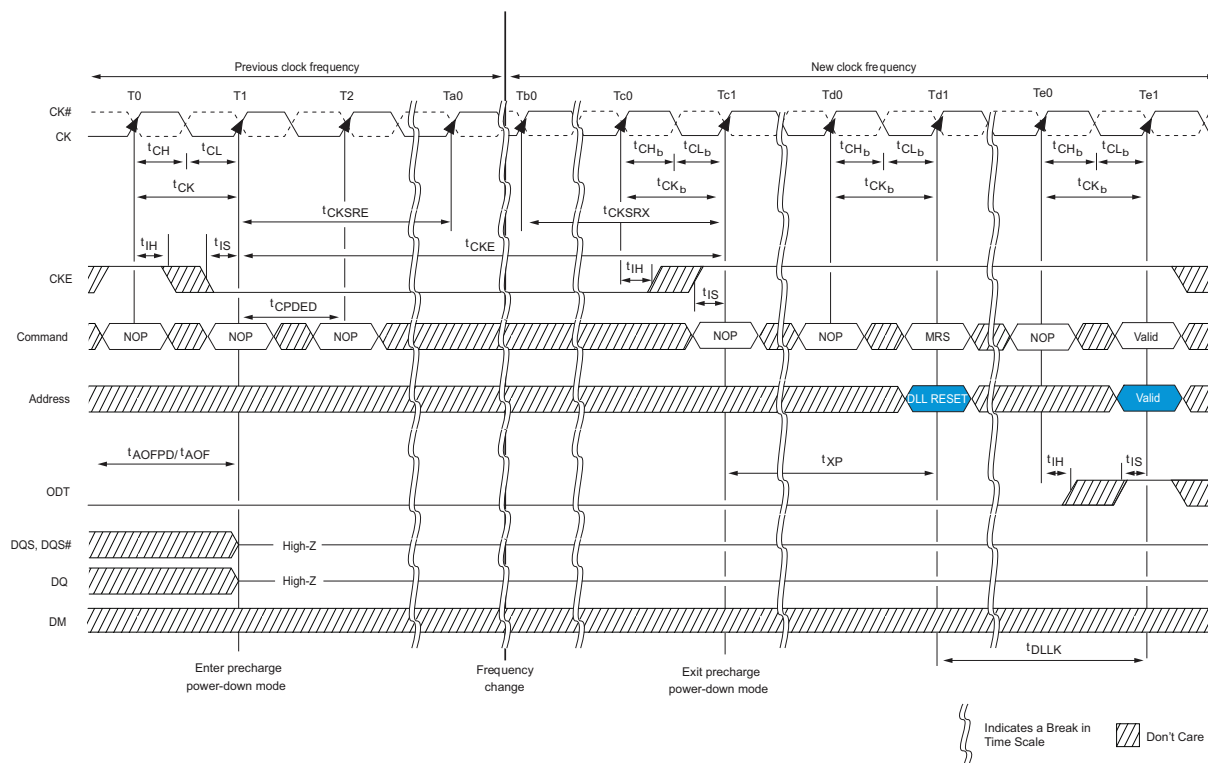 Previous clock frequency
New clock frequency
T0 T1 T2 Ta0 Tb0 Tc0 Tc1 Td0 Td1 Te0 Te1
CK#
CK
tCH tCL tCHb tCLb tCHb tCLb tCHb tCLb
tCK tCKb tCKb tCKb
tCKSRE tCKSRX
tIH tIS tCKE
CKE
tIH
tIS
tCPDED
Command NOP NOP NOP NOP NOP MRS NOP Valid
Address DLL RESET Valid
tAOFPD/tAOF tXP tIH tIS
ODT
DQS, DQS# High-Z
DQ High-Z
DM
tDLLK
Enter precharge
power-down mode
Frequency
change
Exit precharge
power-down mode
Indicates a Break in
Time Scale
Don't Care